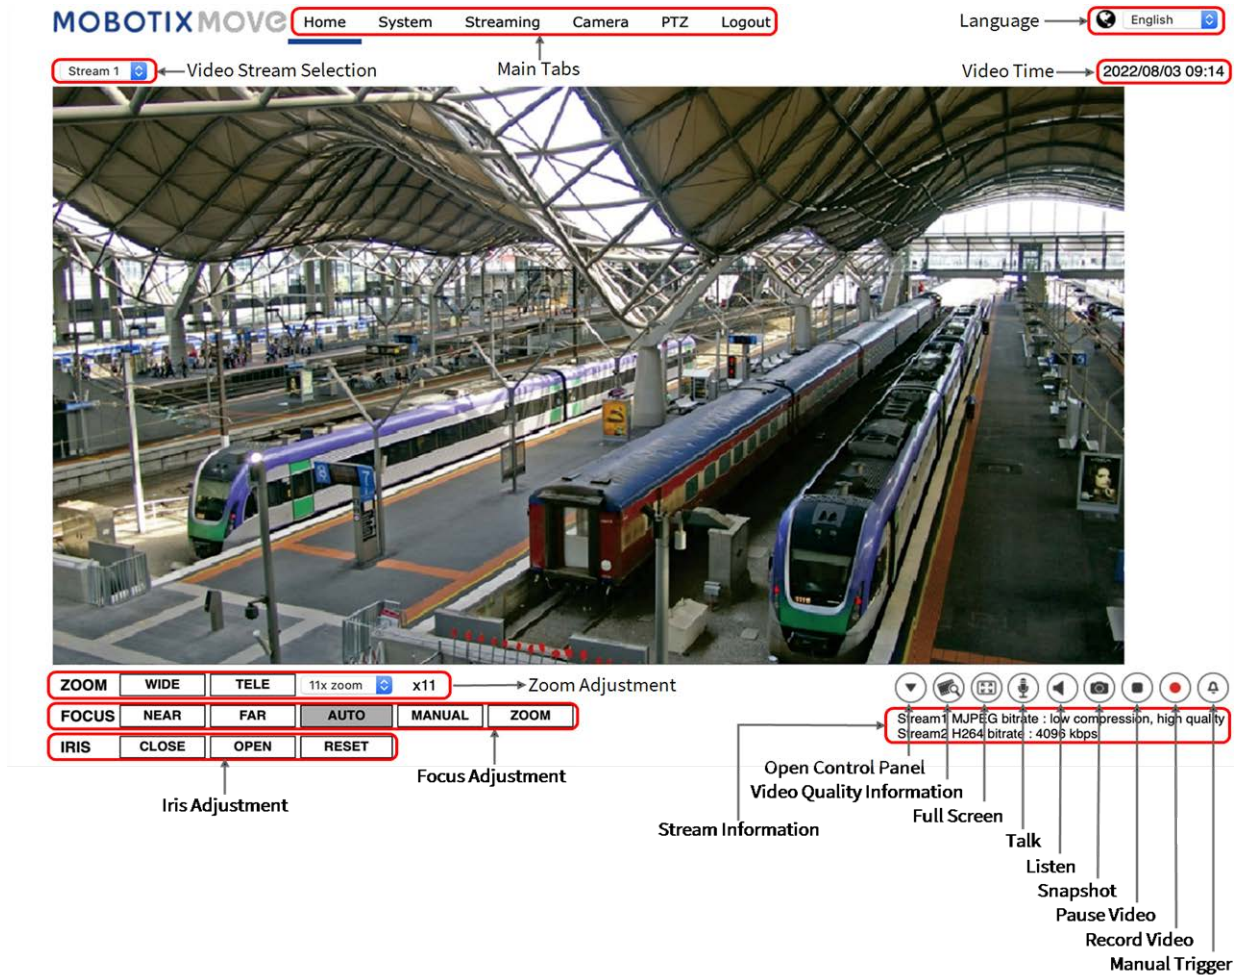 MOBOTIX MOVE
Home System Streaming Camera PTZ Logout
Language
English
Stream 1
Video Stream Selection
Main Tabs
Video Time
2022/08/03 09:14
8 7
ZOOM WIDE TELE 11x zoom x11
Zoom Adjustment
FOCUS NEAR FAR AUTO MANUAL ZOOM
IRIS CLOSE OPEN RESET
Stream1 MJPEG bitrate : low compression, high quality
Stream2 H264 bitrate : 4096 kbps
Focus Adjustment
Iris Adjustment
Open Control Panel
Video Quality Information
Full Screen
Stream Information
Talk
Listen
Snapshot
Pause Video
Record Video
Manual Trigger